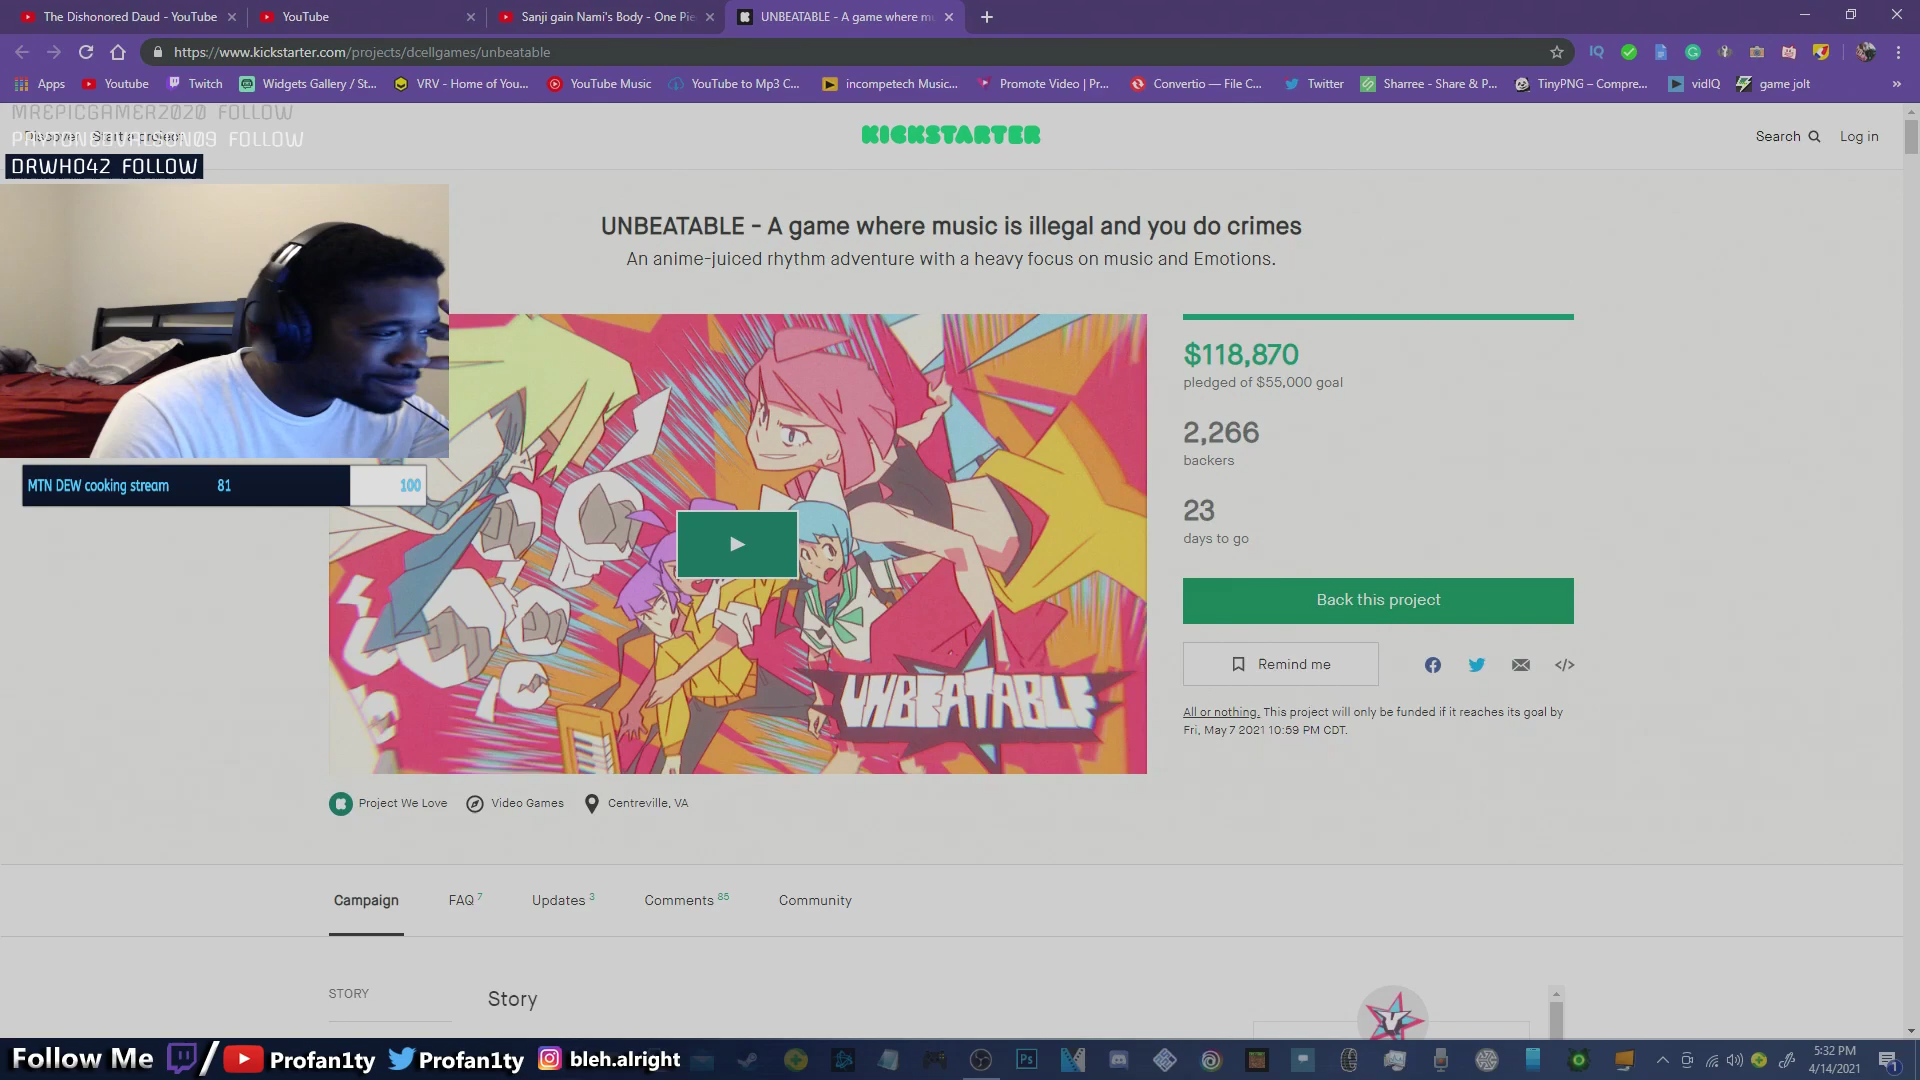 The Dishonored Daud - YouTube
YouTube
Sanji gain Nami's Body - One Pie
UNBEATABLE - A game where m
https://www.kickstarter.com/projects/dcellgames/unbeatable
Apps
Youtube
Twitch
Widgets Gallery / St...
VRV - Home of You...
YouTube Music
YouTube to Mp3 C...
incompetech Music...
Promote Video | Pr...
Convertio — File C...
Twitter
Sharree - Share & P...
TinyPNG – Compre...
vidIQ
game jolt
MREPICGAMER2020 FOLLOW
Discover Start a project
FOLLOW
DRWHO42 FOLLOW
KICKSTARTER
Search
Log in
UNBEATABLE - A game where music is illegal and you do crimes
An anime-juiced rhythm adventure with a heavy focus on music and Emotions.
MTN DEW cooking stream 81 100
UNBEATABLE
$118,870
pledged of $55,000 goal
2,266
backers
23
days to go
Back this project
Remind me
All or nothing. This project will only be funded if it reaches its goal by
Fri, May 7 2021 10:59 PM CDT.
Project We Love
Video Games
Centreville, VA
Campaign
FAQ 7
Updates 3
Comments 85
Community
STORY
Story
Follow Me
Profan1ty
Profan1ty
bleh.alright
5:32 PM
4/14/2021